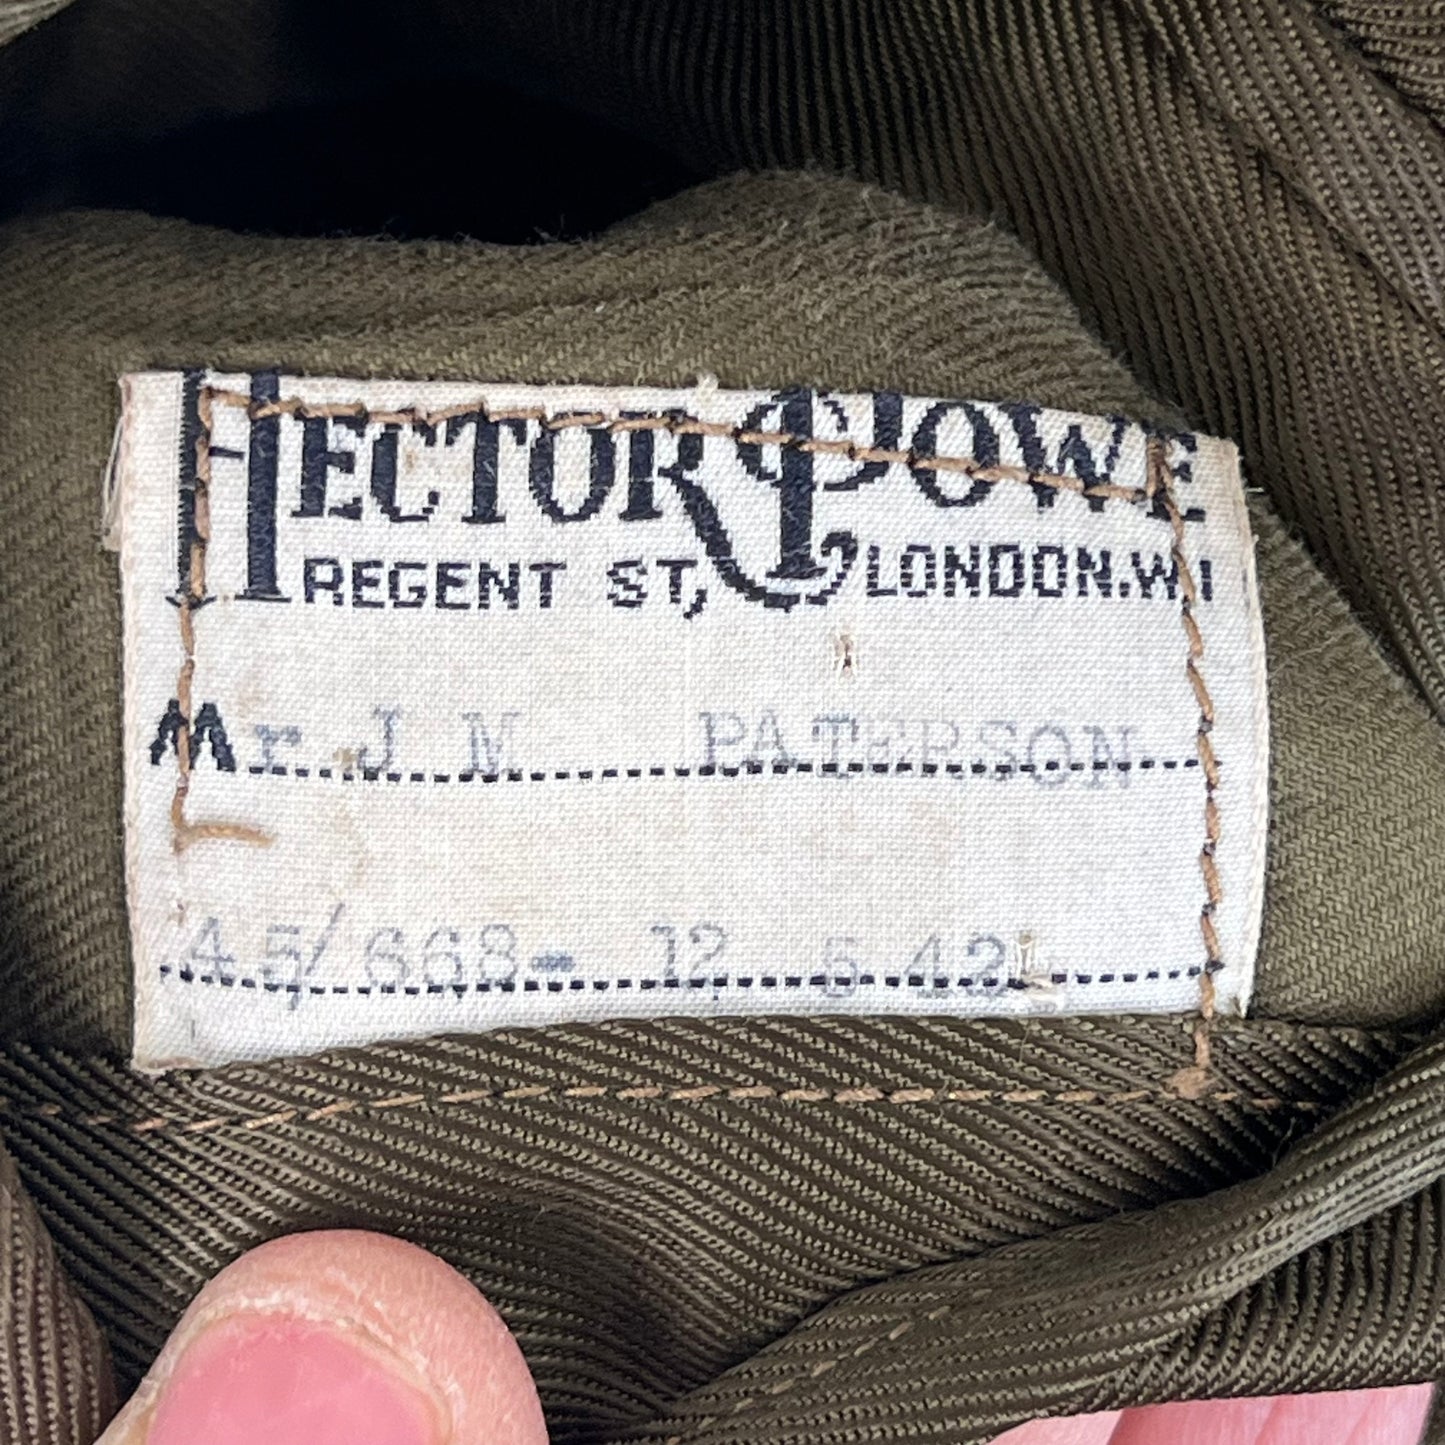 HECTOR POWE
REGENT ST, LONDON.W.1
Mr J M PATERSON
45/668- 12 5 42